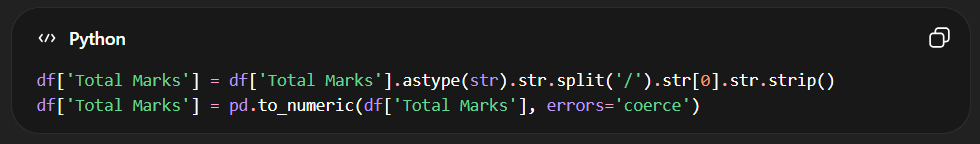 Python
df['Total Marks'] = df['Total Marks'].astype(str).str.split('/').str[0].str.strip()
df['Total Marks'] = pd.to_numeric(df['Total Marks'], errors='coerce')